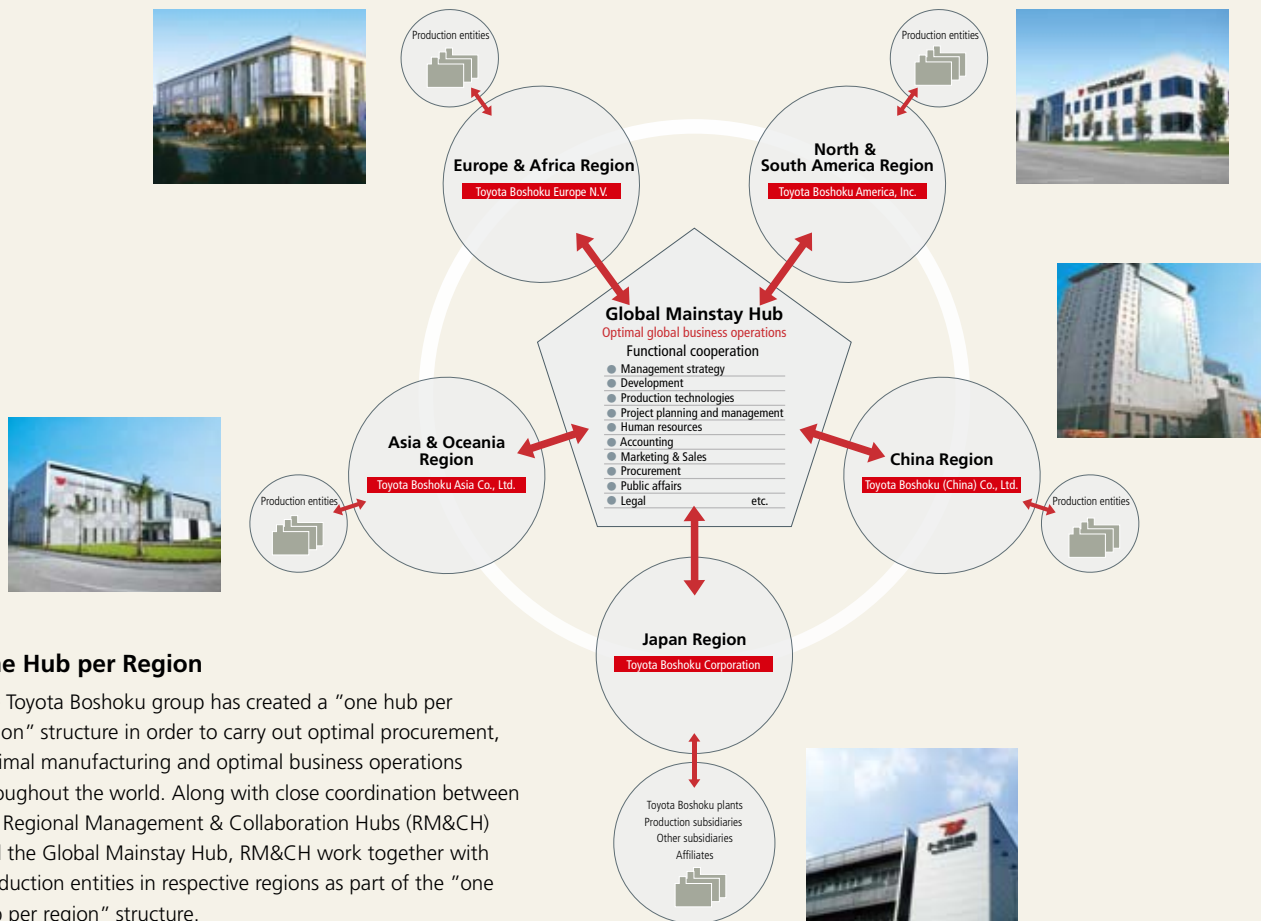 Production entities
Production entities
TOYOTA BOSHOKU
Europe & Africa Region
Toyota Boshoku Europe N.V.
North &
South America Region
Toyota Boshoku America, Inc.
Global Mainstay Hub
Optimal global business operations
Functional cooperation
Management strategy
Development
Production technologies
Project planning and management
Human resources
Accounting
Marketing & Sales
Procurement
Public affairs
Legal etc.
Asia & Oceania
Region
Toyota Boshoku Asia Co., Ltd.
Production entities
China Region
Toyota Boshoku (China) Co., Ltd.
Production entities
Japan Region
Toyota Boshoku Corporation
Toyota Boshoku plants
Production subsidiaries
Other subsidiaries
Affiliates
Hub per Region
Toyota Boshoku group has created a "one hub per
on" structure in order to carry out optimal procurement,
imal manufacturing and optimal business operations
oughout the world. Along with close coordination between
Regional Management & Collaboration Hubs (RM&CH)
the Global Mainstay Hub, RM&CH work together with
duction entities in respective regions as part of the "one
per region" structure.